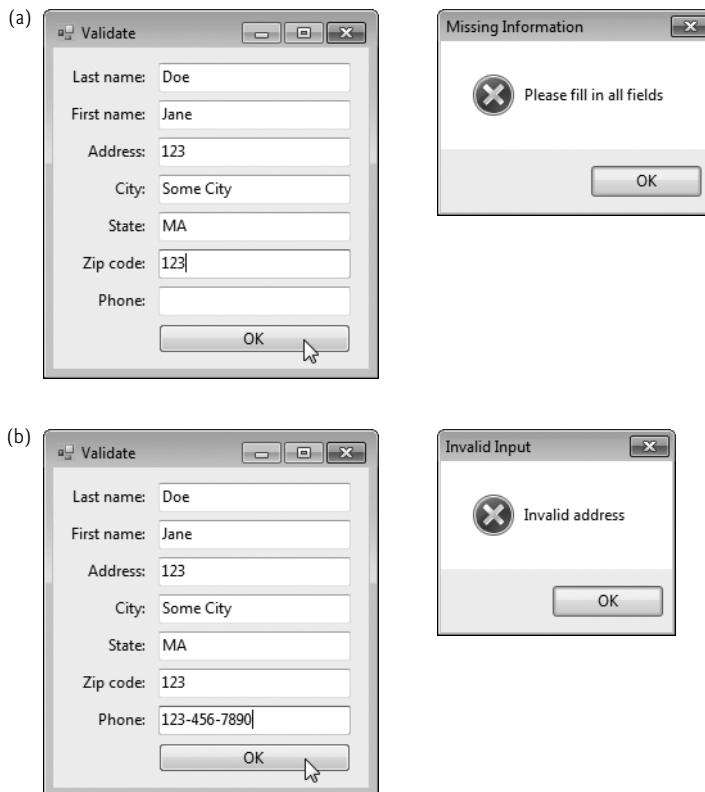 (a)
Validate
Last name: Doe
First name: Jane
Address: 123
City: Some City
State: MA
Zip code: 123
Phone:
OK
Missing Information
Please fill in all fields
OK
(b)
Validate
Last name: Doe
First name: Jane
Address: 123
City: Some City
State: MA
Zip code: 123
Phone: 123-456-7890
OK
Invalid Input
Invalid address
OK